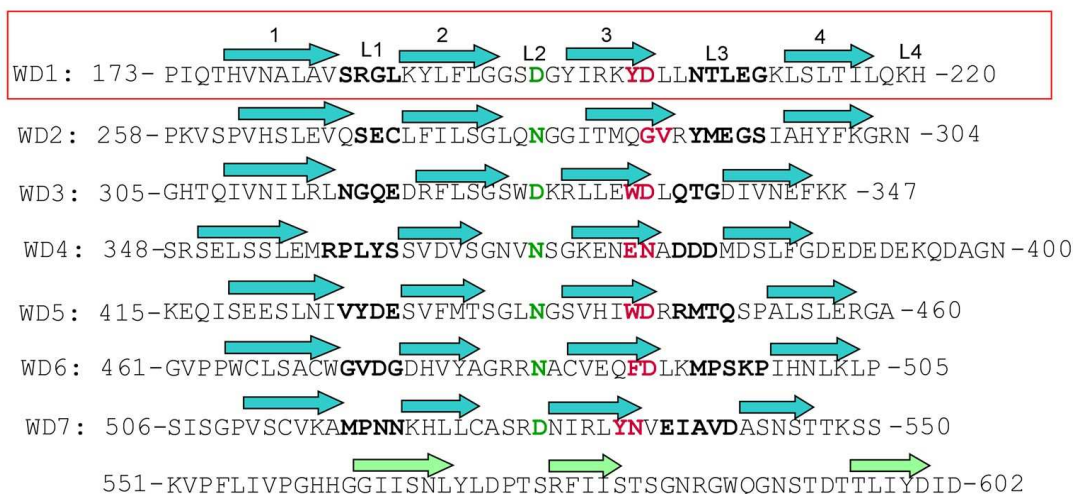 1 L1 2 L2 3 L3 4 L4
WD1: 173- PIQTHVNALAVSRGLKYLFLGGSDGYIRKYDLLNTLEGKLSLTILQKH -220
WD2: 258-PKVSPVHSLEVQSECLFILSGLQNGGITMQGVRYMEGSIAHYFKGRN -304
WD3: 305-GHTQIVNILRLNGQEDRFLSGSWDKRLLEWDLQTGDIVNEFKK -347
WD4: 348-SRSELSSLEMRPLYSSVDVSGNVNSGKENENADDDMDSLFGDEDEDEKQDAGN-400
WD5: 415-KEQISEESLNIVYDESVFMTSGLNGSVHIWDRRMTQSPALSLERGA-460
WD6: 461-GVPPWCLSACWGVDGDHVYAGRRNACVEQFDLKMPSKPIHNLKLP-505
WD7: 506-SISGPVSCVKAMPNNKHLLCASRDNIRLYNVEIAVDASNSTTKSS -550
551-KVPFLIVPGHHGGIISNLYLDPTSRFIISTSGNRGWQGNSTDTTLIYDID-602